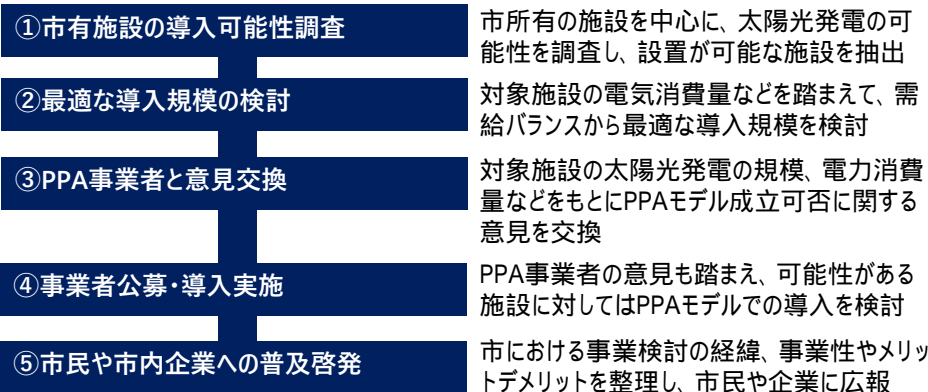 ①市有施設の導入可能性調査
市所有の施設を中心に、太陽光発電の可
能性を調査し、設置が可能な施設を抽出
②最適な導入規模の検討
対象施設の電気消費量などを踏まえて、需
給バランスから最適な導入規模を検討
③PPA事業者と意見交換
対象施設の太陽光発電の規模、電力消費
量などをもとにPPAモデル成立可否に関する
意見を交換
④事業者公募・導入実施
PPA事業者の意見も踏まえ、可能性がある
施設に対してはPPAモデルでの導入を検討
⑤市民や市内企業への普及啓発
市における事業検討の経緯、事業性やメリッ
トデメリットを整理し、市民や企業に広報